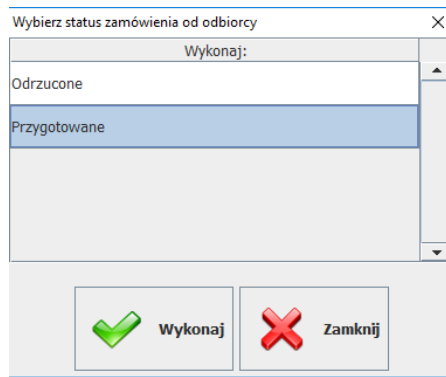 Wybierz status zamówienia od odbiorcy
Wykonaj:
Odrzucone
Przygotowane
Wykonaj
Zamknij